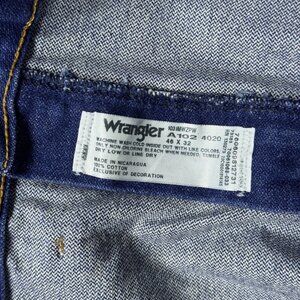 Wrangler
A102 4020
46 X 32
MACHINE WASH COLD INSIDE OUT WITH LIKE COLORS.
ONLY NON-CHLORINE BLEACH WHEN NEEDED. TUMBLE
DRY LOW OR LINE DRY
MADE IN NICARAGUA
100% COTTON
EXCLUSIVE OF DECORATION